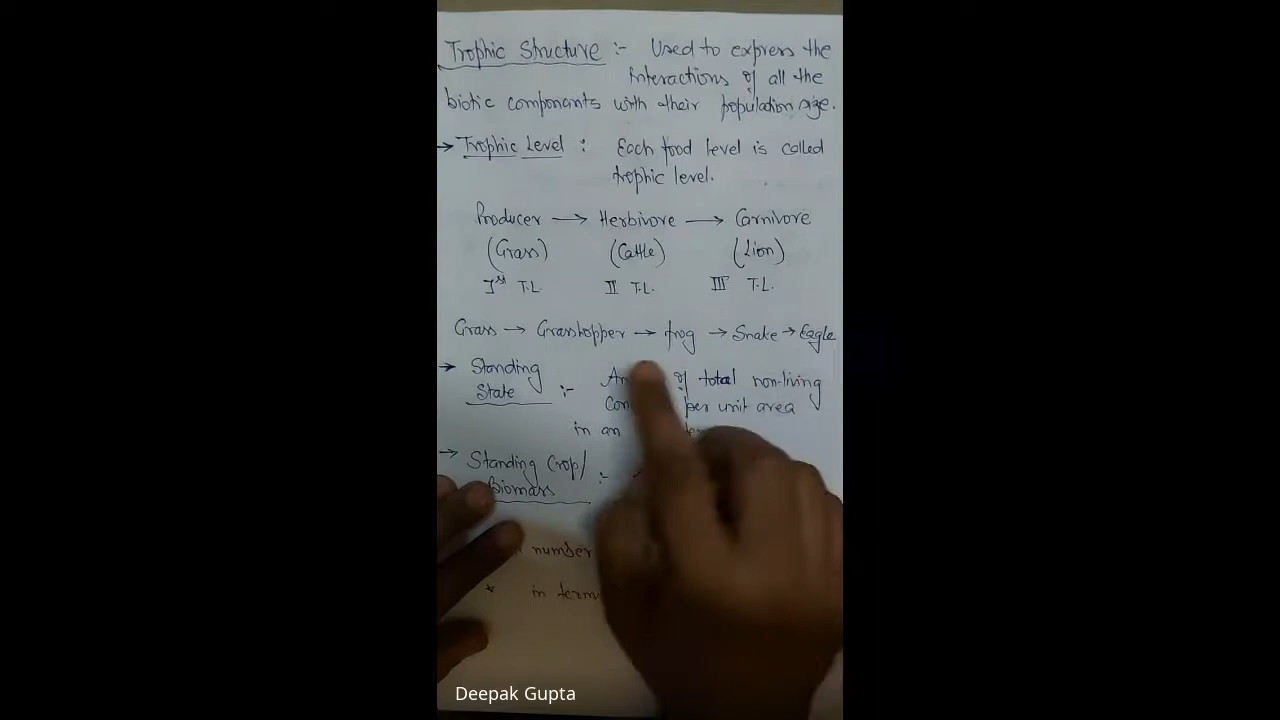 Trophic Structure :- Used to express the
interactions of all the
biotic componants with their population size.
→ Trophic Level : Each food level is called
trophic level.
Producer → Herbivore → Carnivore
(Grass) (Cattle) (Lion)
Ist T.L. II T.L. III T.L.
Grass → Grasshopper → frog → Snake → Eagle
→ Standing
State :- of total non-living
per unit area
in an
→ Standing Crop/
Biomass :-
number
* in term
Deepak Gupta